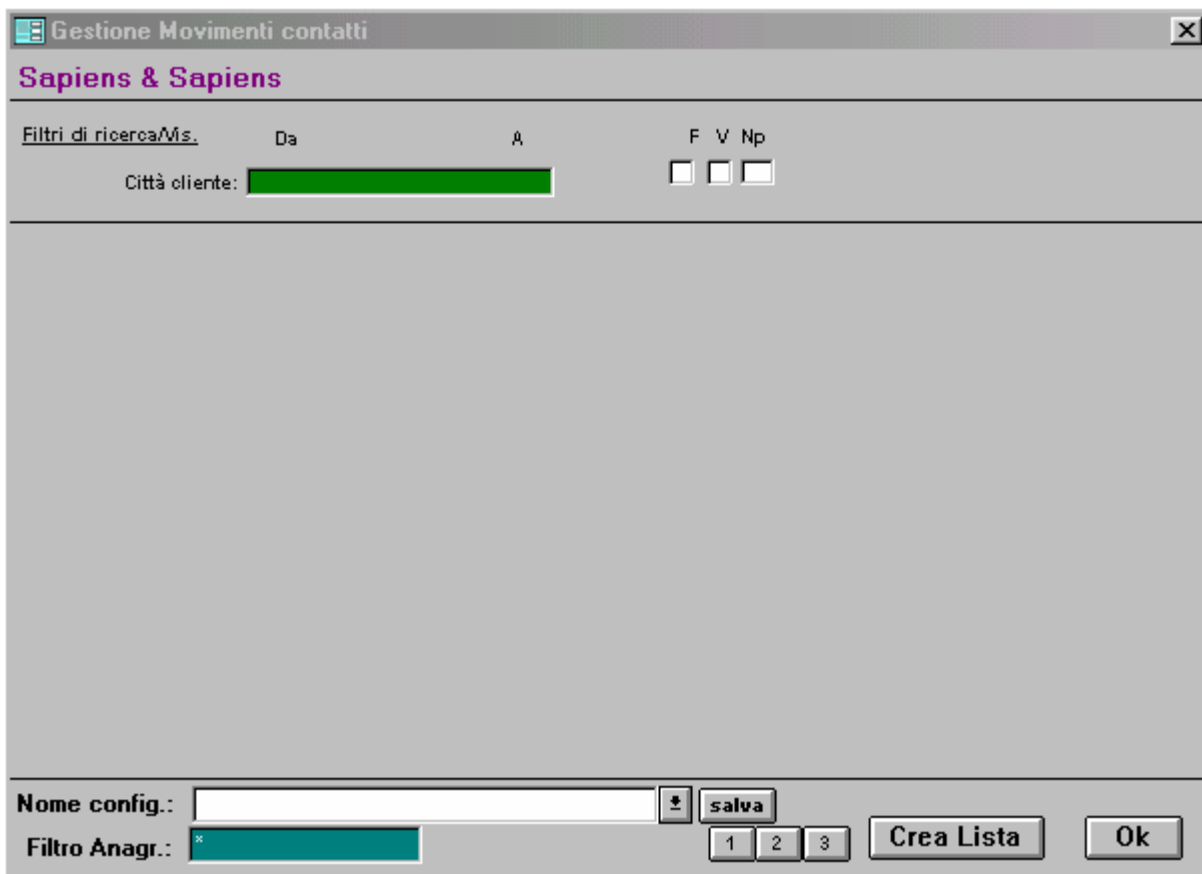 Gestione Movimenti contatti
Sapiens & Sapiens
Filtri di ricerca/Vis. Da A F V Np
Città cliente:
Nome config.: salva
Filtro Anagr.: * 1 2 3 Crea Lista Ok